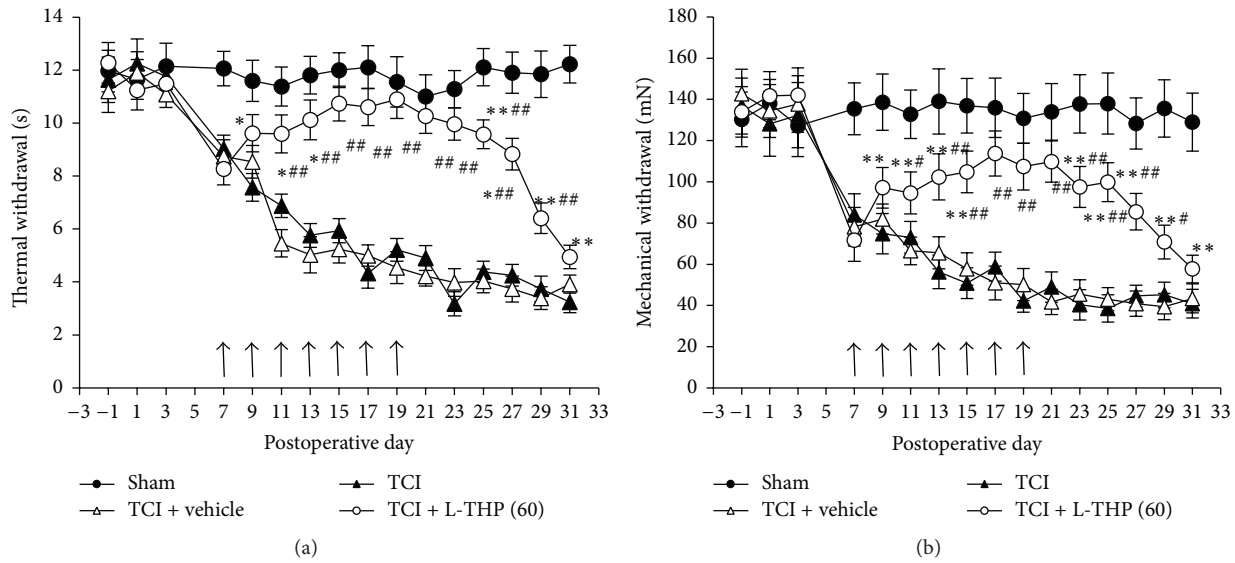 14
12
10
8
6
4
2
0
Thermal withdrawal (s)
*
*##
*##
##
##
##
##
##
**##
*##
**##
**
−3 −1 1 3 7 9 11 13 15 17 19 21 23 25 27 29 31 33
Postoperative day
Sham
TCI + vehicle
TCI
TCI + L-THP (60)
(a)
180
160
140
120
100
80
60
40
20
0
Mechanical withdrawal (mN)
**
**#
**##
**##
##
##
##
**##
**##
**##
**#
**
−3 −1 1 3 7 9 11 13 15 17 19 21 23 25 27 29 31 33
Postoperative day
Sham
TCI + vehicle
TCI
TCI + L-THP (60)
(b)